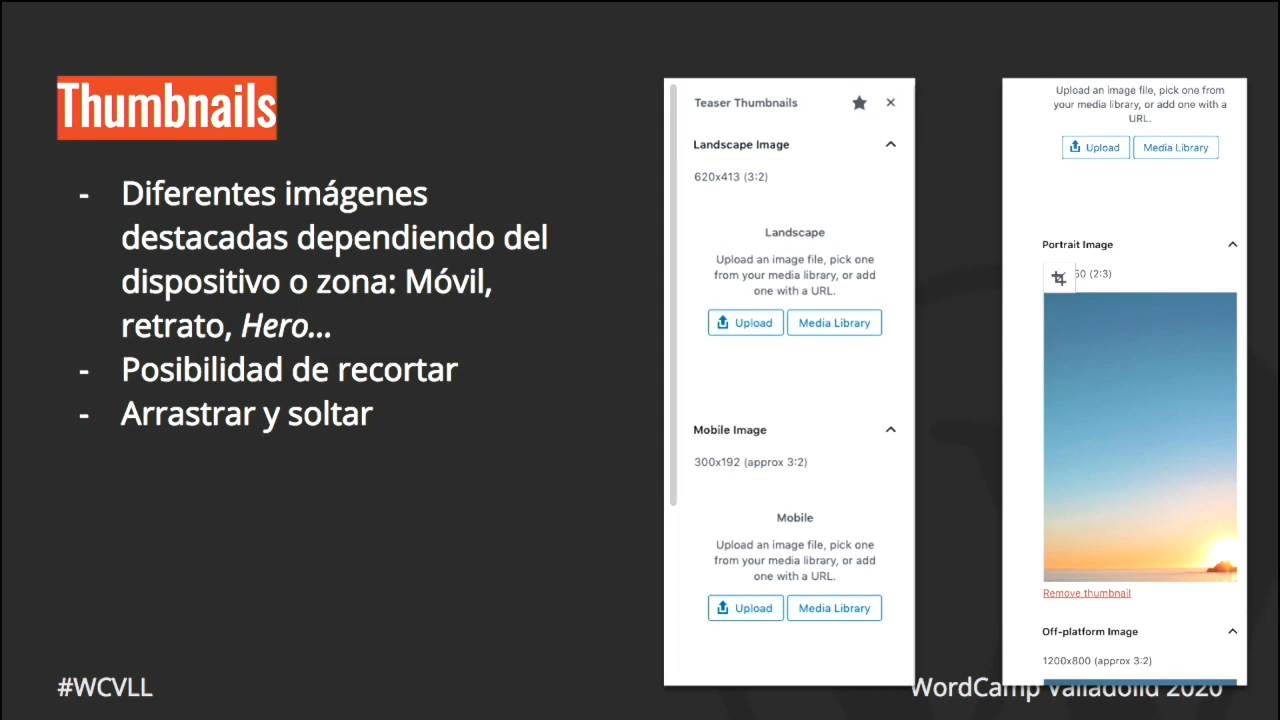 Thumbnails
- Diferentes imágenes
destacadas dependiendo del
dispositivo o zona: Móvil,
retrato, Hero...
- Posibilidad de recortar
- Arrastrar y soltar
Teaser Thumbnails
Landscape Image
620x413 (3:2)
Landscape
Upload an image file, pick one
from your media library, or add
one with a URL.
Upload Media Library
Mobile Image
300x192 (approx 3:2)
Mobile
Upload an image file, pick one
from your media library, or add
one with a URL.
Upload Media Library
Upload an image file, pick one from
your media library, or add one with a
URL.
Upload Media Library
Portrait Image
50 (2:3)
Remove thumbnail
Off-platform Image
1200x800 (approx 3:2)
#WCVLL
WordCamp Valladolid 2020